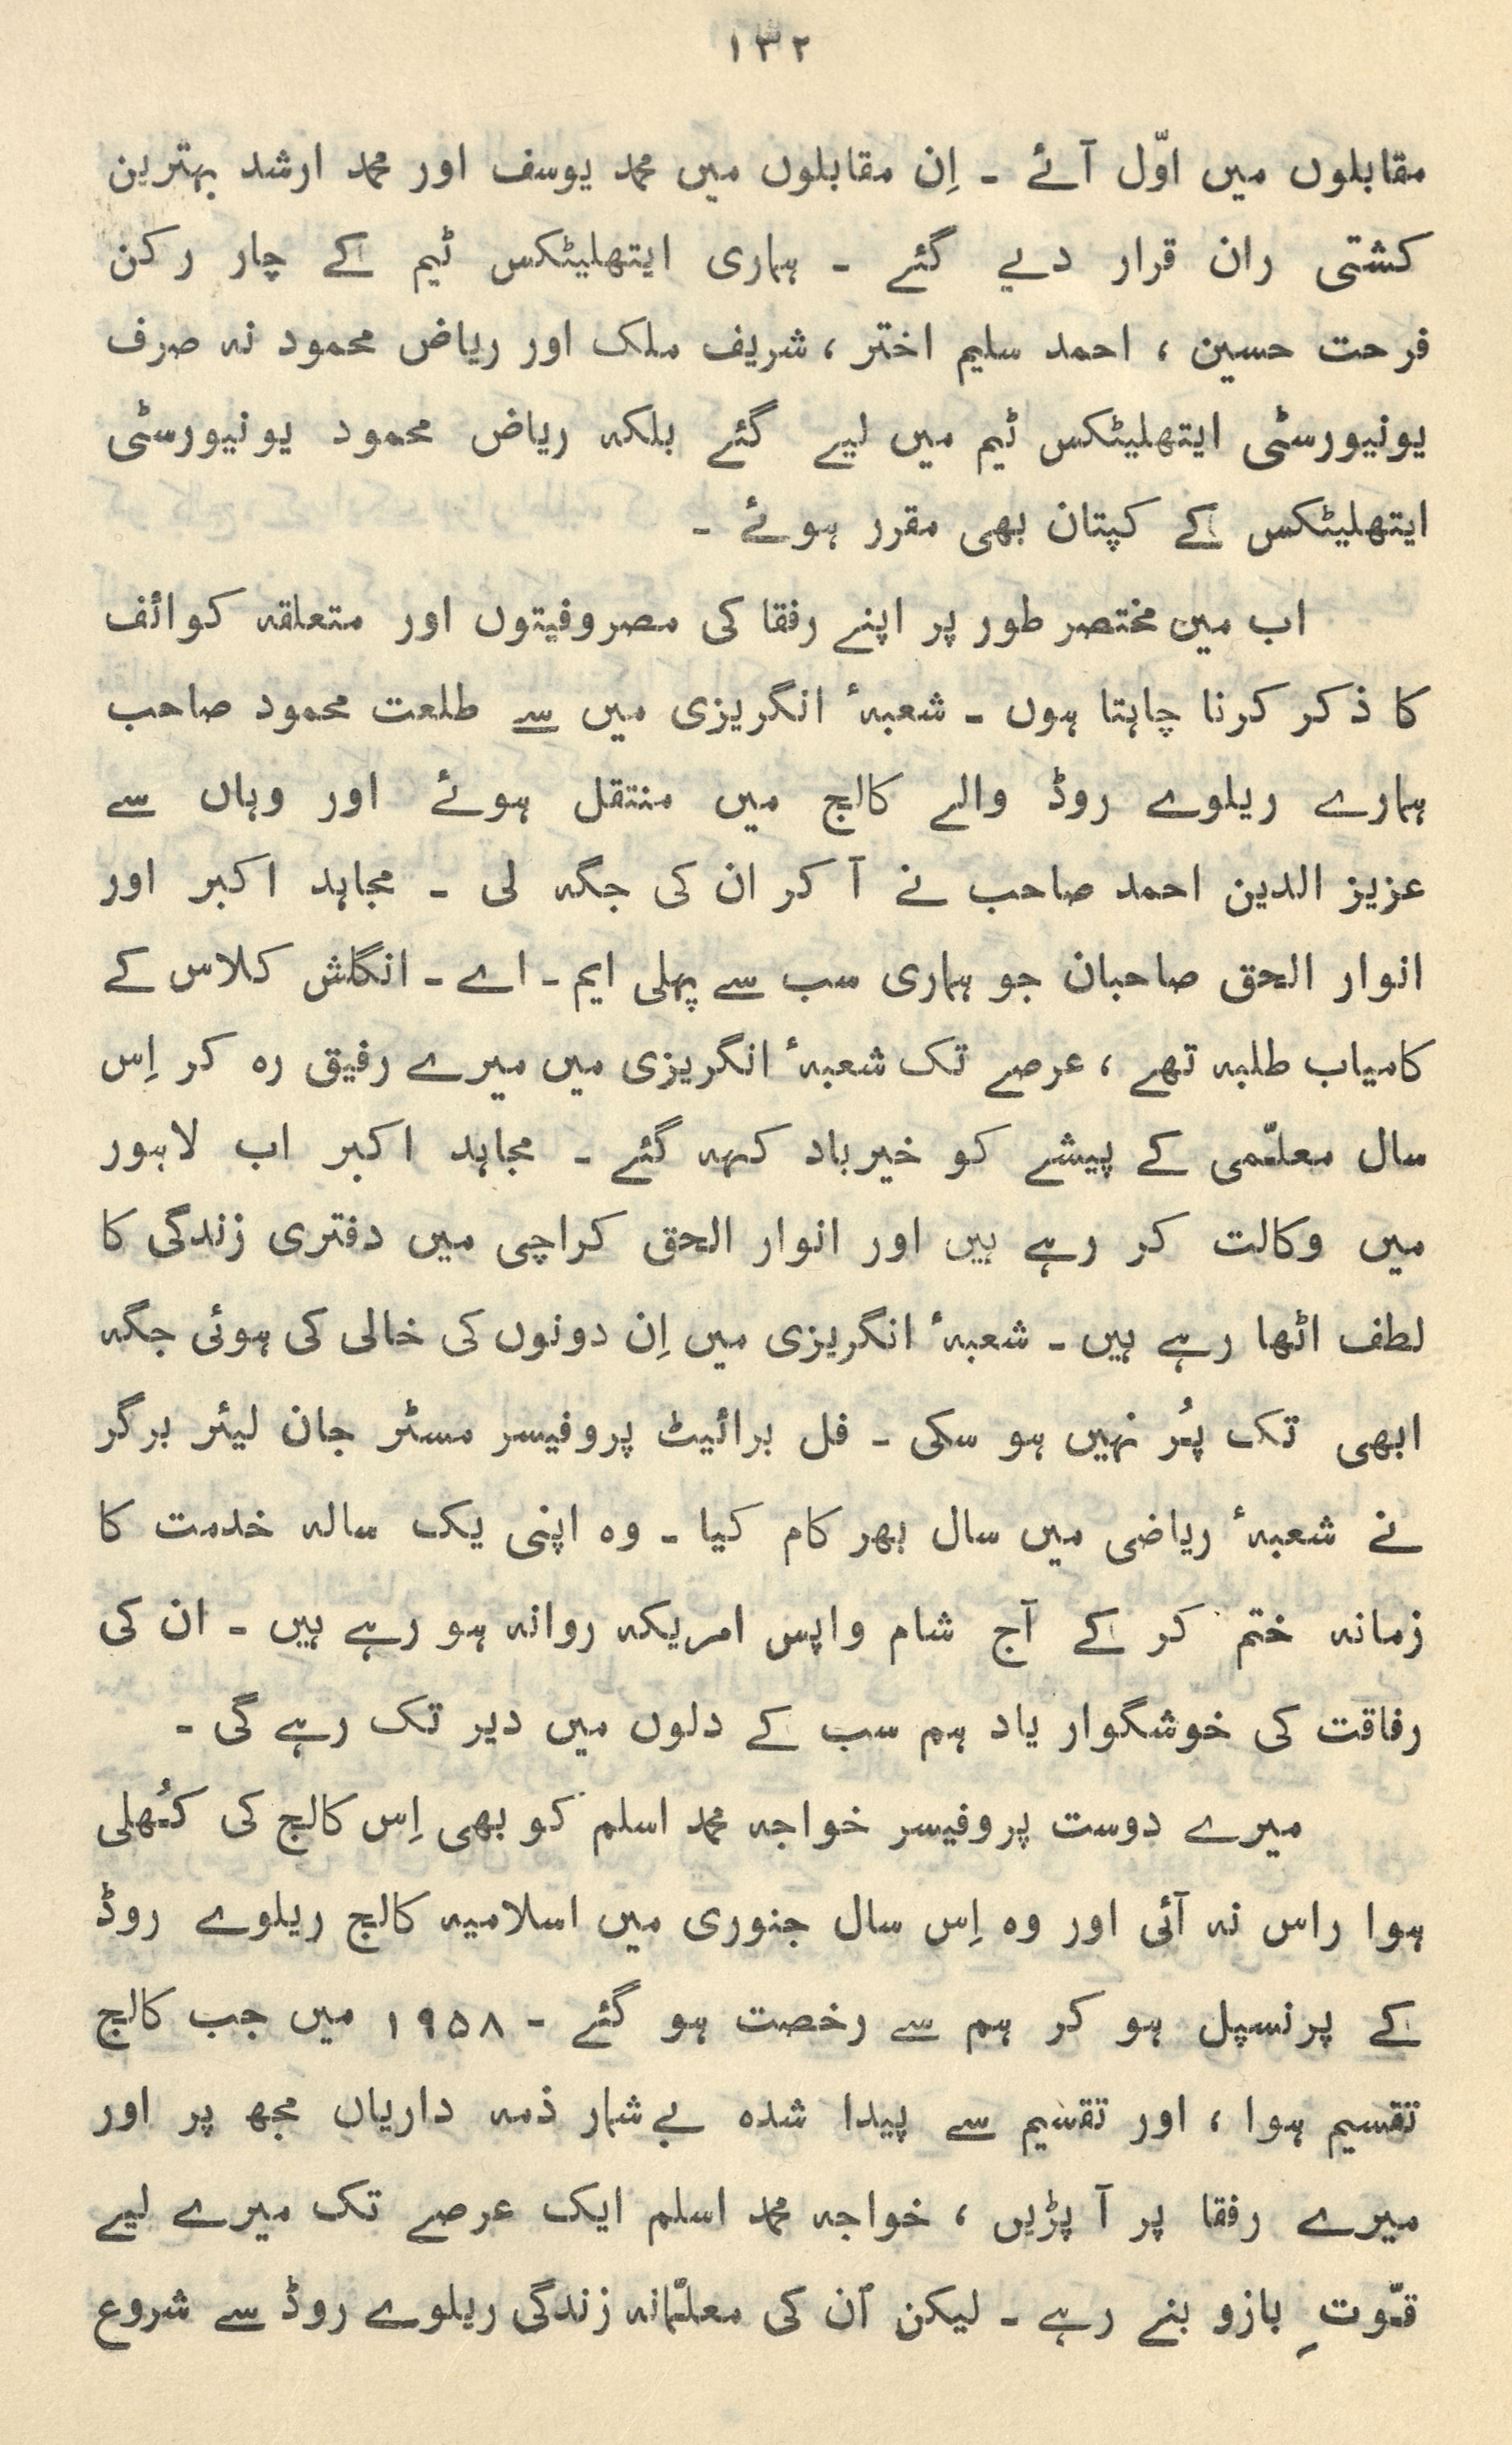 ۱۳۲
مقابلوں میں اوّل آئے ۔ اِن مقابلوں میں محمد یوسف اور محمد ارشد بہترین
کشتی ران قرار دیے گئے ۔ ہماری ایتھلیٹکس ٹیم کے چار رکن
فرحت حسین ، احمد سلیم اختر ، شریف ملک اور ریاض محمود نہ صرف
یونیورسٹی ایتھلیٹکس ٹیم میں لیے گئے بلکہ ریاض محمود یونیورسٹی
ایتھلیٹکس کے کپتان بھی مقرر ہوئے ۔
اب میں مختصر طور پر اپنے رفقا کی مصروفیتوں اور متعلقہ کوائف
کا ذکر کرنا چاہتا ہوں ۔ شعبہٴ انگریزی میں سے طلعت محمود صاحب
ہمارے ریلوے روڈ والے کالج میں منتقل ہوئے اور وہاں سے
عزیز الدین احمد صاحب نے آ کر ان کی جگہ لی ۔ مجاہد اکبر اور
انوار الحق صاحبان جو ہماری سب سے پہلی ایم ۔ اے ۔ انگلش کلاس کے
کامیاب طلبہ تھے ، عرصے تک شعبہٴ انگریزی میں میرے رفیق رہ کر اِس
سال معلّمی کے پیشے کو خیرباد کہہ گئے ۔ مجاہد اکبر اب لاہور
میں وکالت کر رہے ہیں اور انوار الحق کراچی میں دفتری زندگی کا
لطف اٹھا رہے ہیں ۔ شعبہٴ انگریزی میں اِن دونوں کی خالی کی ہوئی جگہ
ابھی تک پُر نہیں ہو سکی ۔ فل برائیٹ پروفیسر مسٹر جان لیئر برگر
نے شعبہٴ ریاضی میں سال بھر کام کیا ۔ وہ اپنی یک سالہ خدمت کا
زمانہ ختم کر کے آج شام واپس امریکہ روانہ ہو رہے ہیں ۔ ان کی
رفاقت کی خوشگوار یاد ہم سب کے دلوں میں دیر تک رہے گی ۔
میرے دوست پروفیسر خواجہ محمد اسلم کو بھی اِس کالج کی کُھلی
ہوا راس نہ آئی اور وہ اِس سال جنوری میں اسلامیہ کالج ریلوے روڈ
کے پرنسپل ہو کر ہم سے رخصت ہو گئے ۔ ۱۹۵۸ میں جب کالج
تقسیم ہوا ، اور تقسیم سے پیدا شدہ بےشمار ذمہ داریاں مجھ پر اور
میرے رفقا پر آ پڑیں ، خواجہ محمد اسلم ایک عرصے تک میرے لیے
قوّتِ بازو بنے رہے ۔ لیکن اُن کی معلّمانہ زندگی ریلوے روڈ سے شروع